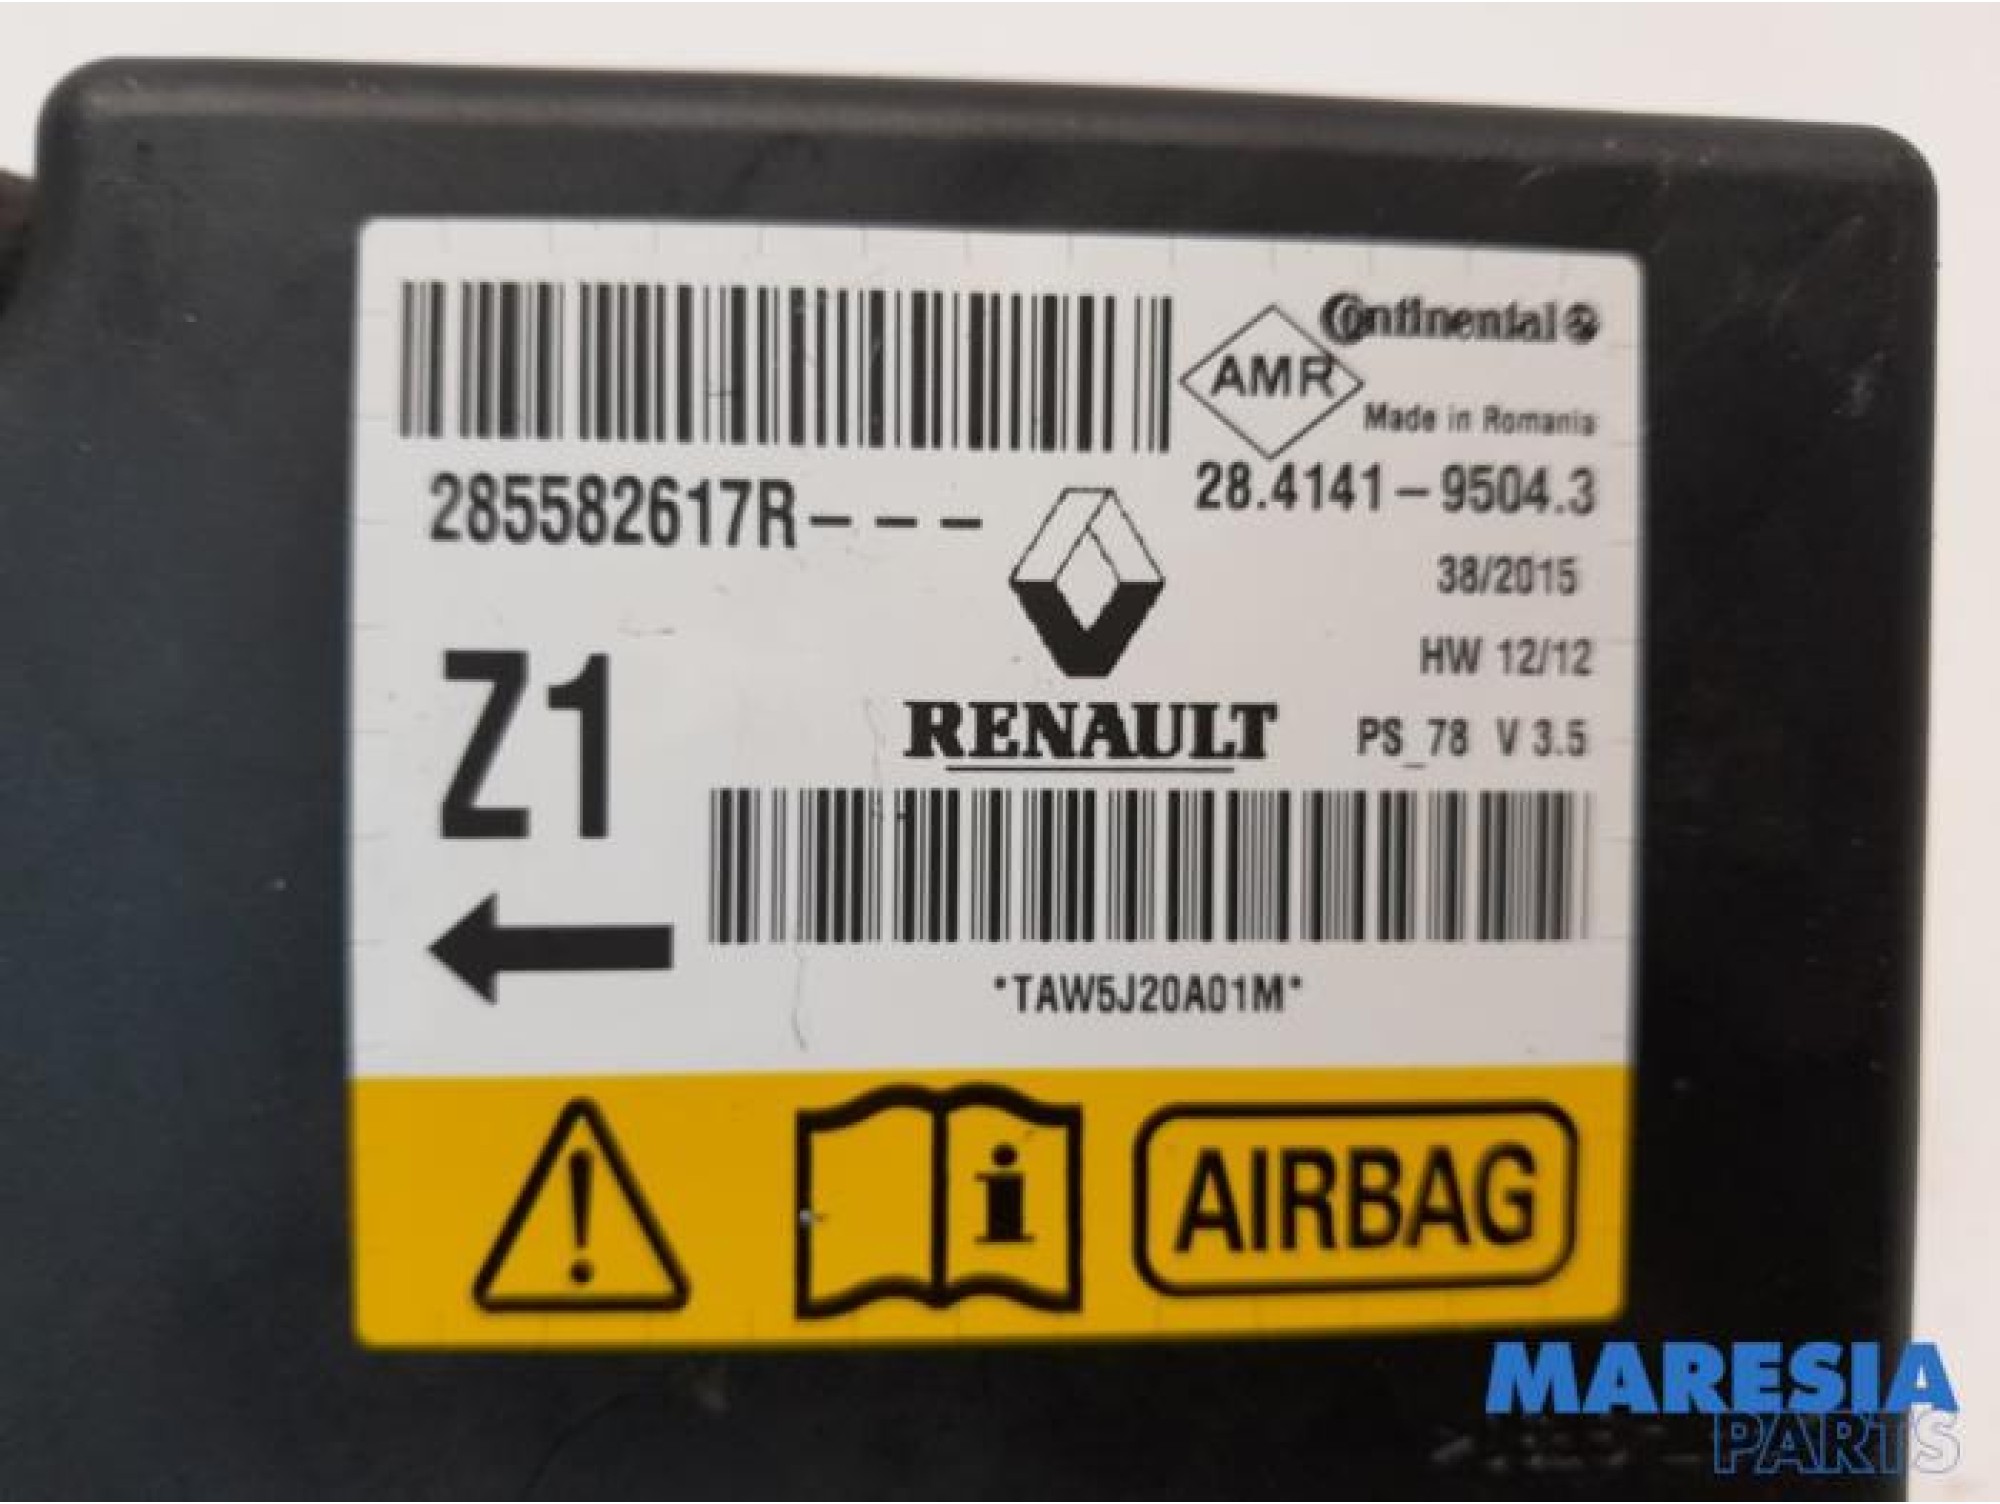 Continental
AMR
Made in Romania
285582617R---
28.4141-9504.3
38/2015
Z1
HW 12/12
RENAULT
PS_78 V 3.5
*TAW5J20A01M*
i
AIRBAG
MARESIA
PARTS